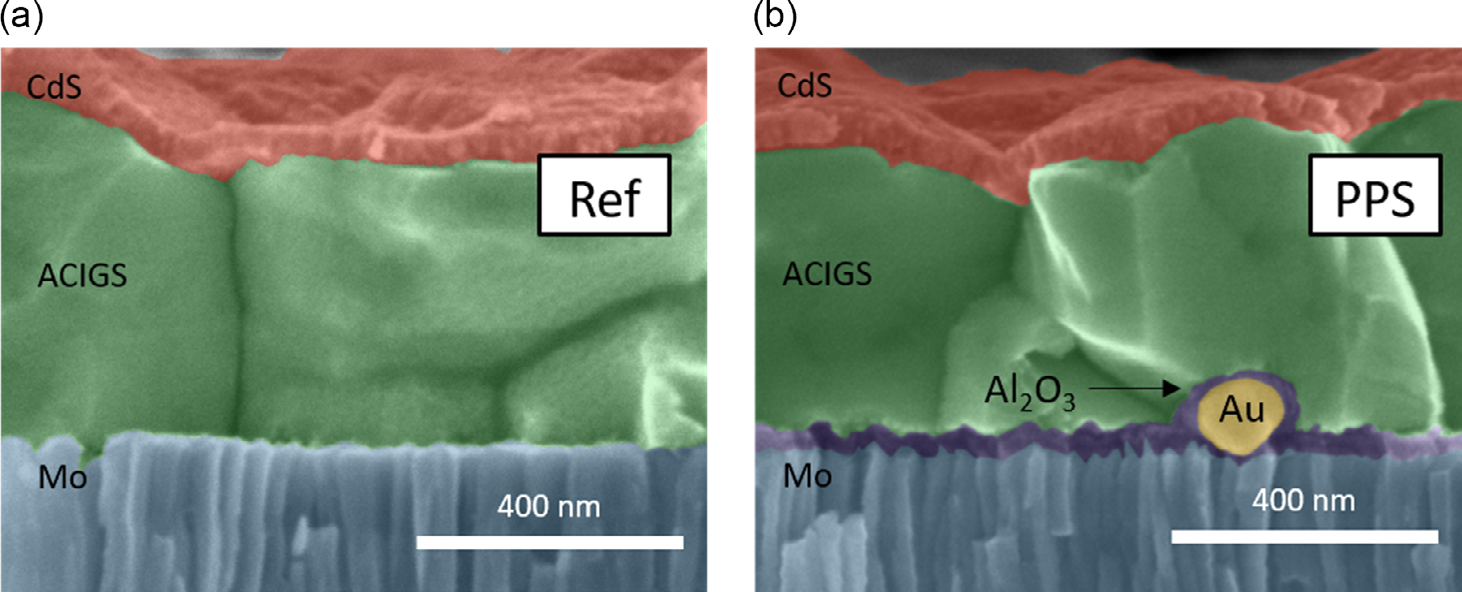 (a)
CdS
Ref
ACIGS
Mo
400 nm
(b)
CdS
PPS
ACIGS
Al₂O₃
Au
Mo
400 nm